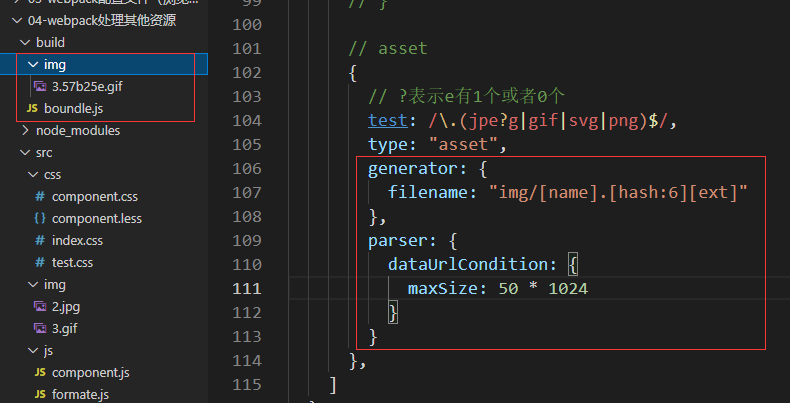 03-webpack配置文件（浏览...
04-webpack处理其他资源
build
img
3.57b25e.gif
JS boundle.js
node_modules
src
css
# component.css
{} component.less
# index.css
# test.css
img
2.jpg
3.gif
js
JS component.js
JS formate.js
99 // }
100
101 // asset
102 {
103 // ?表示e有1个或者0个
104 test: /\.(jpe?g|gif|svg|png)$/,
105 type: "asset",
106 generator: {
107 filename: "img/[name].[hash:6][ext]"
108 },
109 parser: {
110 dataUrlCondition: {
111 maxSize: 50 * 1024
112 }
113 }
114 },
115 ]